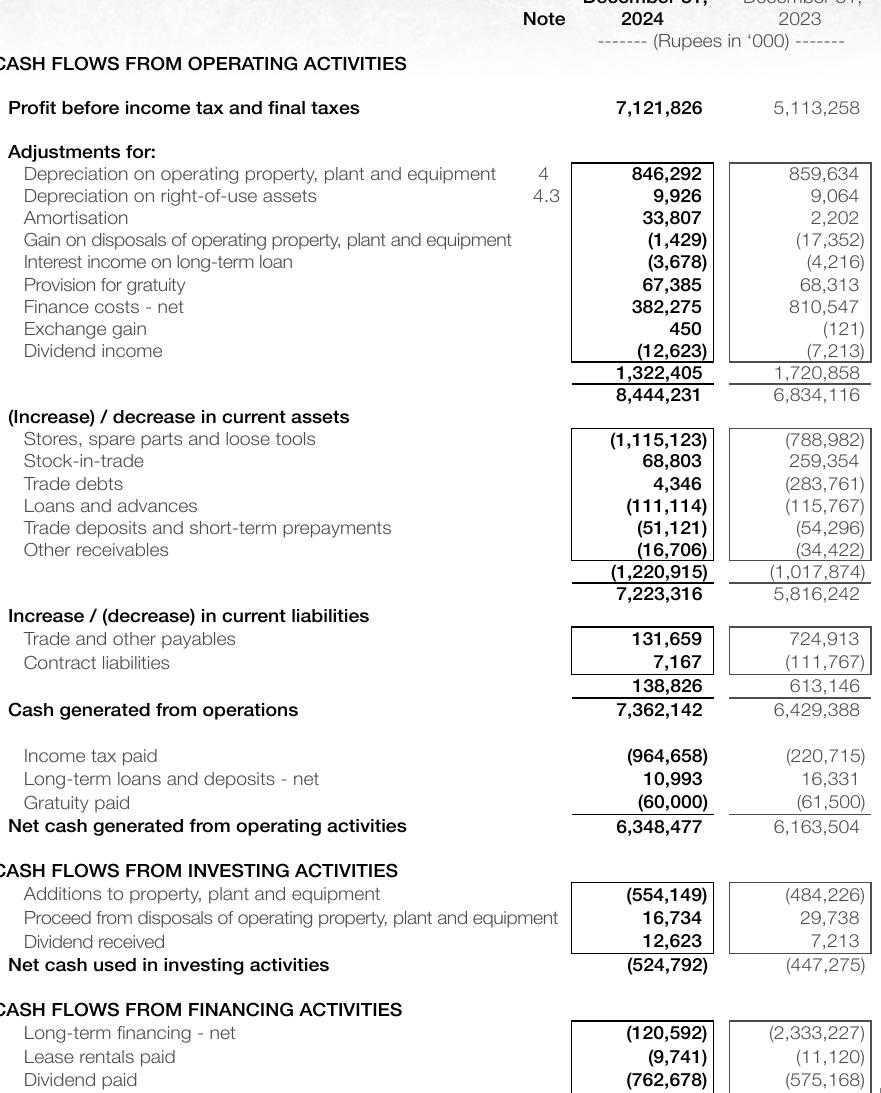 December 31, December 31,
Note 2024 2023
------- (Rupees in ‘000) -------
CASH FLOWS FROM OPERATING ACTIVITIES
Profit before income tax and final taxes 7,121,826 5,113,258
Adjustments for:
Depreciation on operating property, plant and equipment 4 846,292 859,634
Depreciation on right-of-use assets 4.3 9,926 9,064
Amortisation 33,807 2,202
Gain on disposals of operating property, plant and equipment (1,429) (17,352)
Interest income on long-term loan (3,678) (4,216)
Provision for gratuity 67,385 68,313
Finance costs - net 382,275 810,547
Exchange gain 450 (121)
Dividend income (12,623) (7,213)
1,322,405 1,720,858
8,444,231 6,834,116
(Increase) / decrease in current assets
Stores, spare parts and loose tools (1,115,123) (788,982)
Stock-in-trade 68,803 259,354
Trade debts 4,346 (283,761)
Loans and advances (111,114) (115,767)
Trade deposits and short-term prepayments (51,121) (54,296)
Other receivables (16,706) (34,422)
(1,220,915) (1,017,874)
7,223,316 5,816,242
Increase / (decrease) in current liabilities
Trade and other payables 131,659 724,913
Contract liabilities 7,167 (111,767)
138,826 613,146
Cash generated from operations 7,362,142 6,429,388
Income tax paid (964,658) (220,715)
Long-term loans and deposits - net 10,993 16,331
Gratuity paid (60,000) (61,500)
Net cash generated from operating activities 6,348,477 6,163,504
CASH FLOWS FROM INVESTING ACTIVITIES
Additions to property, plant and equipment (554,149) (484,226)
Proceed from disposals of operating property, plant and equipment 16,734 29,738
Dividend received 12,623 7,213
Net cash used in investing activities (524,792) (447,275)
CASH FLOWS FROM FINANCING ACTIVITIES
Long-term financing - net (120,592) (2,333,227)
Lease rentals paid (9,741) (11,120)
Dividend paid (762,678) (575,168)